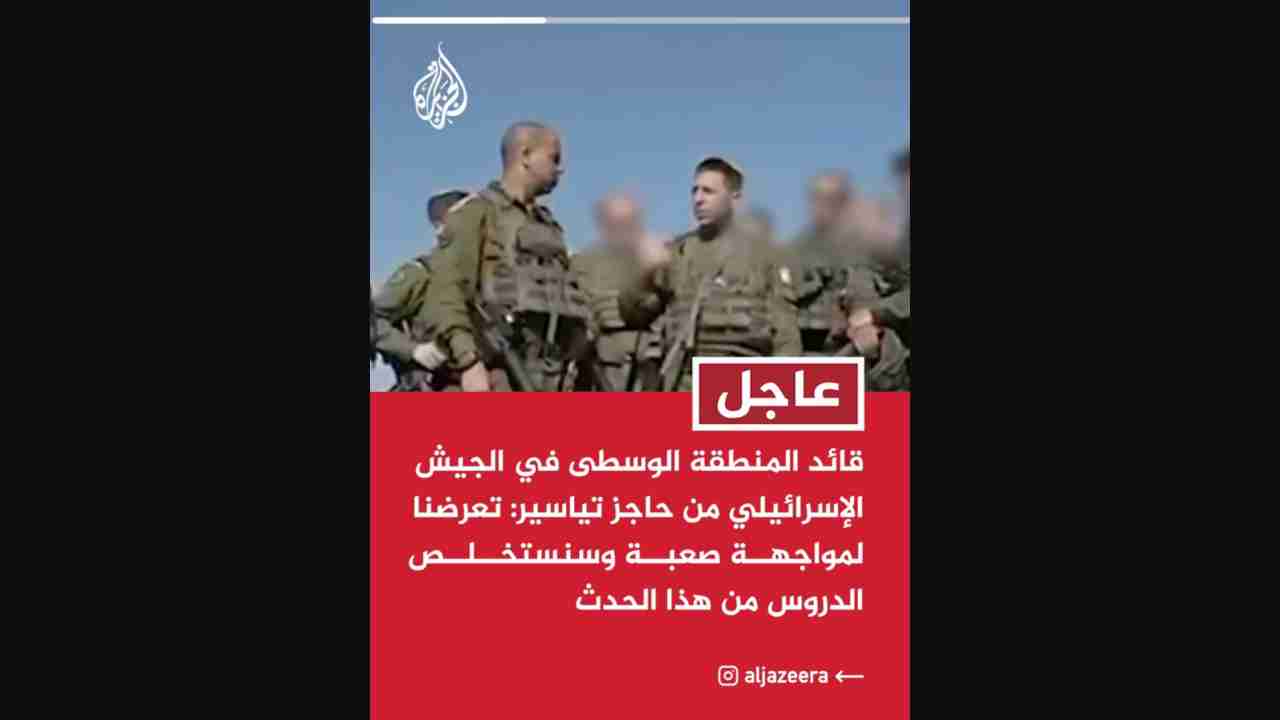 الجزيرة
عاجل
قائد المنطقة الوسطى في الجيش
الإسرائيلي من حاجز تياسير: تعرضنا
لمواجهة صعبة وسنستخلص
الدروس من هذا الحدث
aljazeera